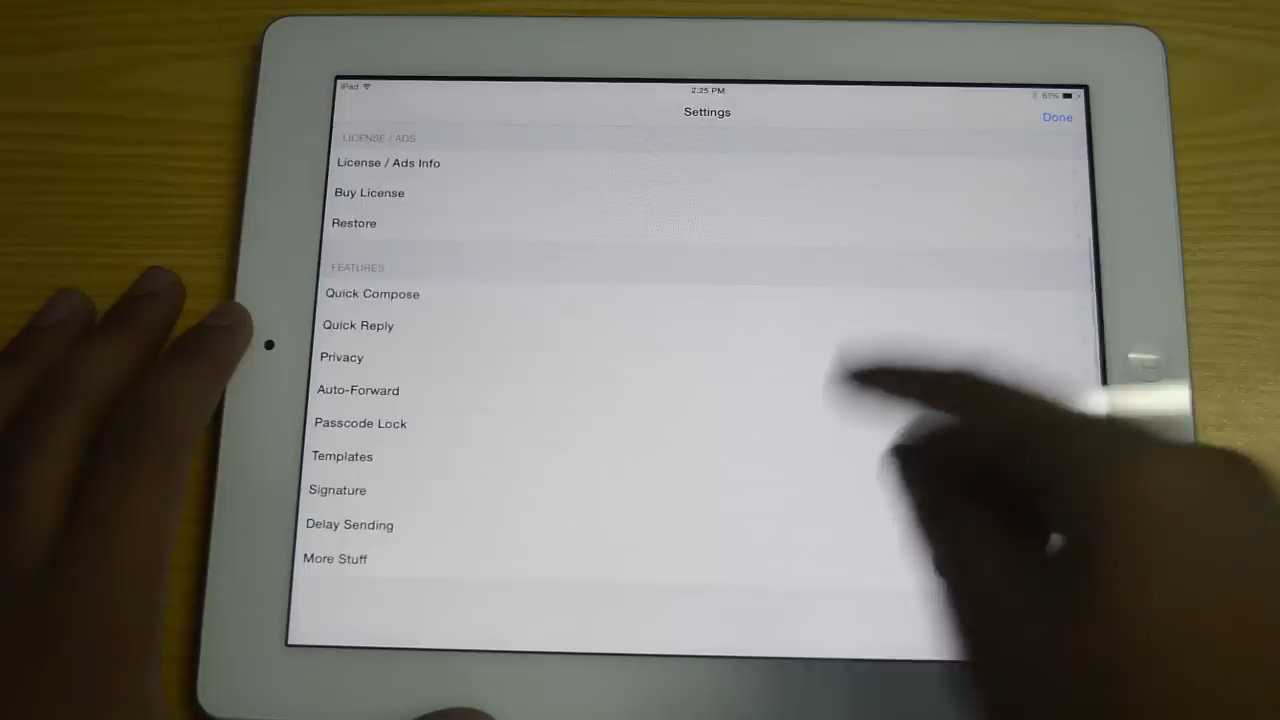 iPad
2:25 PM
61%
Settings
Done
LICENSE / ADS
License / Ads Info
Buy License
Restore
FEATURES
Quick Compose
Quick Reply
Privacy
Auto-Forward
Passcode Lock
Templates
Signature
Delay Sending
More Stuff